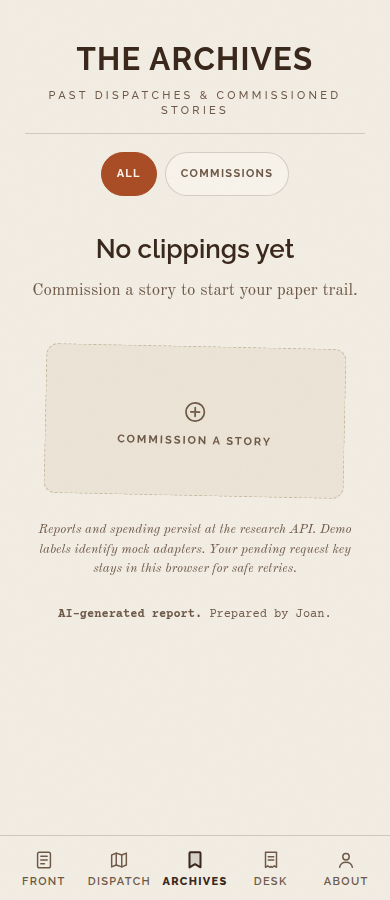 THE ARCHIVES
PAST DISPATCHES & COMMISSIONED
STORIES
ALL
COMMISSIONS
No clippings yet
Commission a story to start your paper trail.
COMMISSION A STORY
Reports and spending persist at the research API. Demo
labels identify mock adapters. Your pending request key
stays in this browser for safe retries.
AI-generated report. Prepared by Joan.
FRONT
DISPATCH
ARCHIVES
DESK
ABOUT